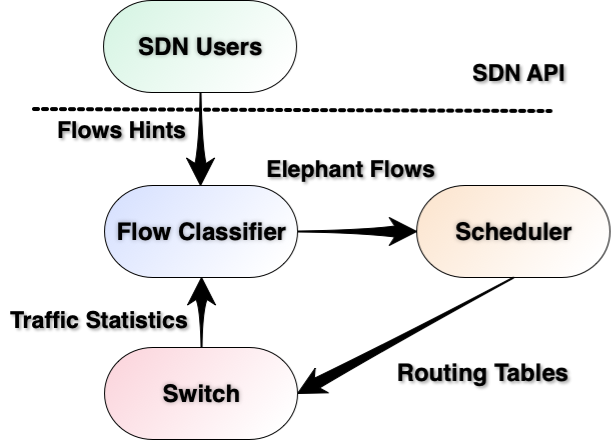 SDN Users
SDN API
Flows Hints
Elephant Flows
Flow Classifier
Scheduler
Traffic Statistics
Routing Tables
Switch